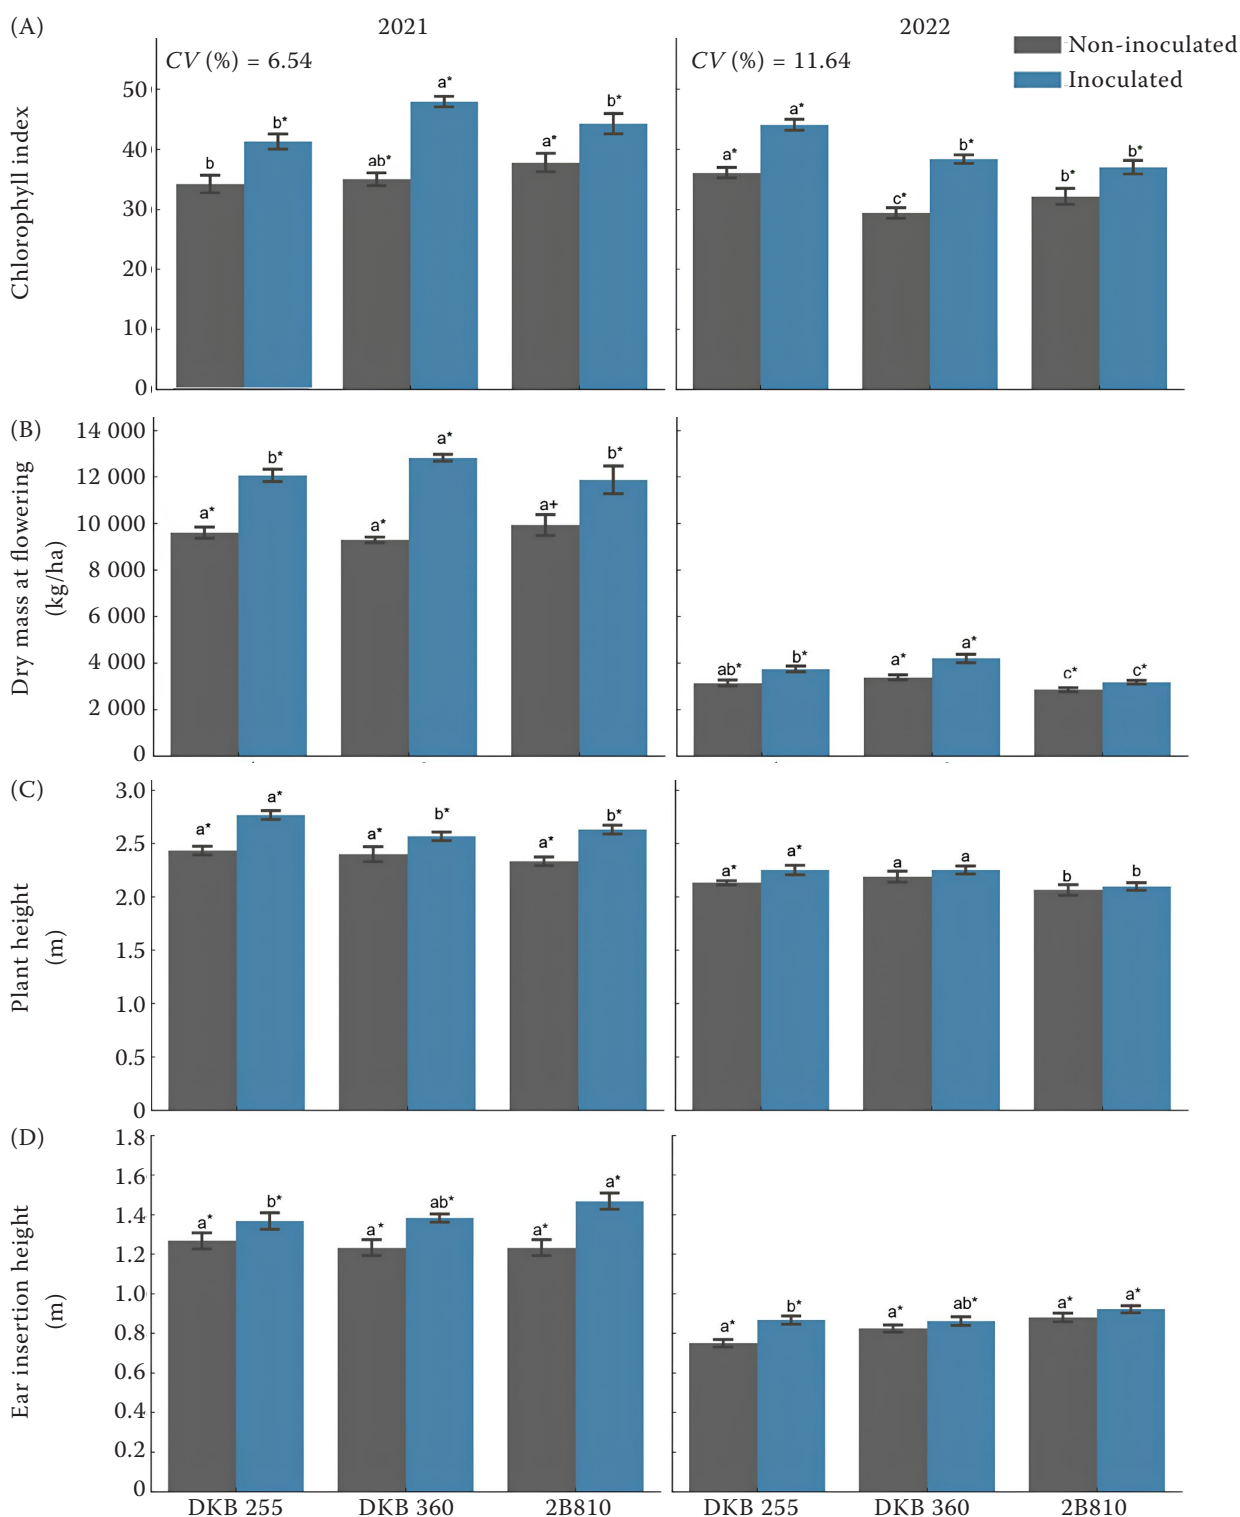 (A)
2021
2022
Non-inoculated
Inoculated
CV (%) = 6.54
CV (%) = 11.64
Chlorophyll index
50
40
30
20
10
0
b
b*
ab*
a*
a*
b*
a*
a*
c*
b*
b*
b*
(B)
Dry mass at flowering
(kg/ha)
14 000
12 000
10 000
8 000
6 000
4 000
2 000
0
a*
b*
a*
a*
a+
b*
ab*
b*
a*
a*
c*
c*
(C)
Plant height
(m)
3.0
2.5
2.0
1.5
1.0
0.5
0
a*
a*
a*
b*
a*
b*
a*
a*
a
a
b
b
(D)
Ear insertion height
(m)
1.8
1.6
1.4
1.2
1.0
0.8
0.6
0.4
0.2
0
a*
b*
a*
ab*
a*
a*
a*
b*
a*
ab*
a*
a*
DKB 255
DKB 360
2B810
DKB 255
DKB 360
2B810